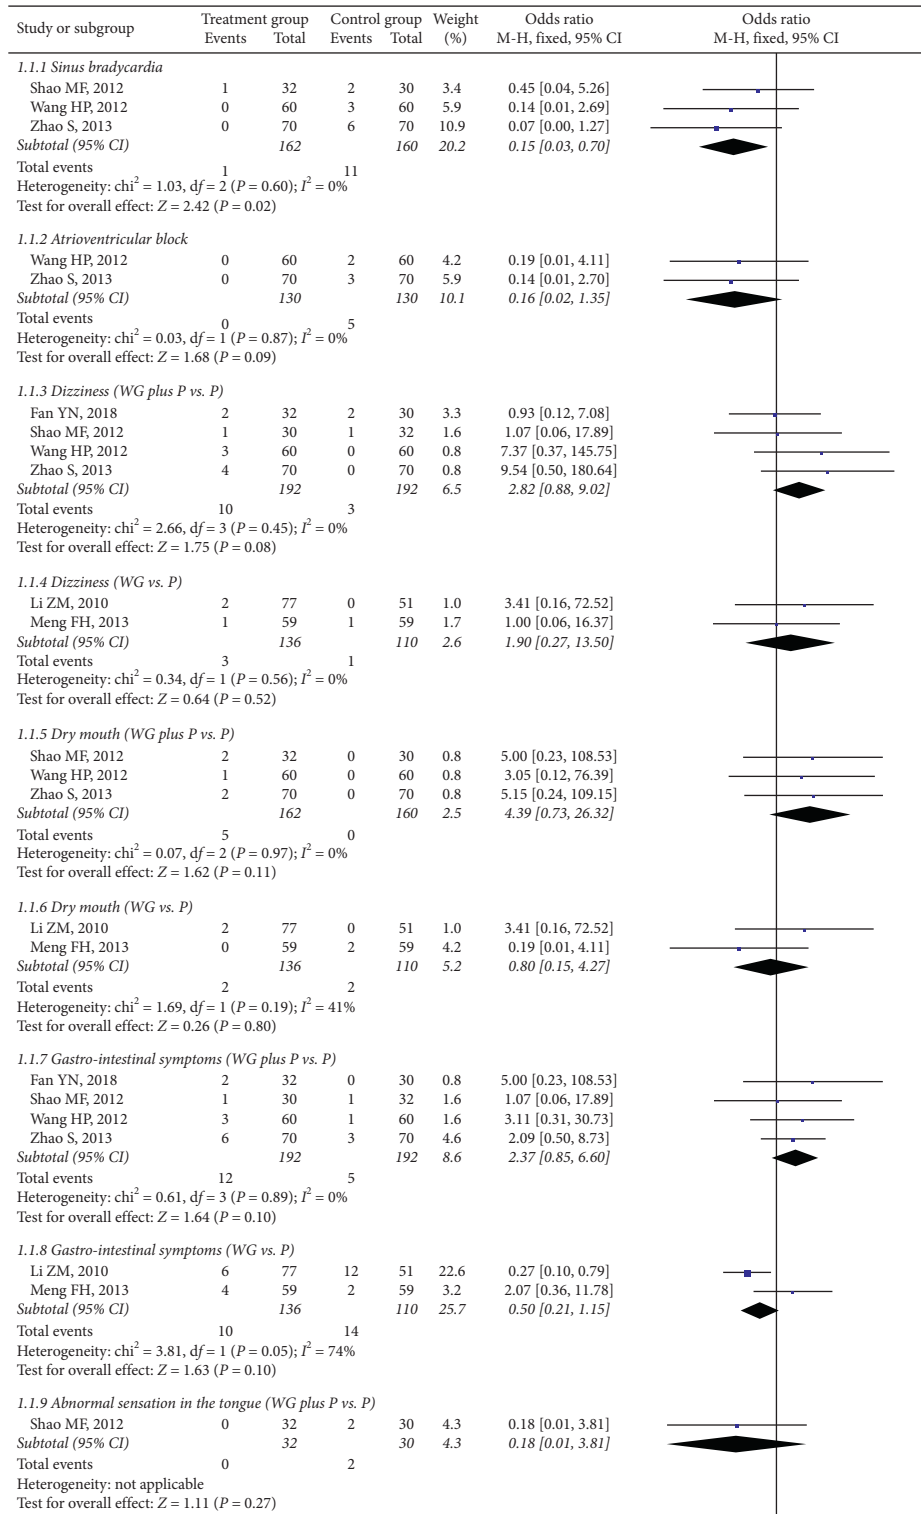 Study or subgroup Treatment group Control group Weight Odds ratio Odds ratio
Events Total Events Total (%) M-H, fixed, 95% CI M-H, fixed, 95% CI
1.1.1 Sinus bradycardia
Shao MF, 2012 1 32 2 30 3.4 0.45 [0.04, 5.26]
Wang HP, 2012 0 60 3 60 5.9 0.14 [0.01, 2.69]
Zhao S, 2013 0 70 6 70 10.9 0.07 [0.00, 1.27]
Subtotal (95% CI) 162 160 20.2 0.15 [0.03, 0.70]
Total events 1 11
Heterogeneity: chi² = 1.03, df = 2 (P = 0.60); I² = 0%
Test for overall effect: Z = 2.42 (P = 0.02)
1.1.2 Atrioventricular block
Wang HP, 2012 0 60 2 60 4.2 0.19 [0.01, 4.11]
Zhao S, 2013 0 70 3 70 5.9 0.14 [0.01, 2.70]
Subtotal (95% CI) 130 130 10.1 0.16 [0.02, 1.35]
Total events 0 5
Heterogeneity: chi² = 0.03, df = 1 (P = 0.87); I² = 0%
Test for overall effect: Z = 1.68 (P = 0.09)
1.1.3 Dizziness (WG plus P vs. P)
Fan YN, 2018 2 32 2 30 3.3 0.93 [0.12, 7.08]
Shao MF, 2012 1 30 1 32 1.6 1.07 [0.06, 17.89]
Wang HP, 2012 3 60 0 60 0.8 7.37 [0.37, 145.75]
Zhao S, 2013 4 70 0 70 0.8 9.54 [0.50, 180.64]
Subtotal (95% CI) 192 192 6.5 2.82 [0.88, 9.02]
Total events 10 3
Heterogeneity: chi² = 2.66, df = 3 (P = 0.45); I² = 0%
Test for overall effect: Z = 1.75 (P = 0.08)
1.1.4 Dizziness (WG vs. P)
Li ZM, 2010 2 77 0 51 1.0 3.41 [0.16, 72.52]
Meng FH, 2013 1 59 1 59 1.7 1.00 [0.06, 16.37]
Subtotal (95% CI) 136 110 2.6 1.90 [0.27, 13.50]
Total events 3 1
Heterogeneity: chi² = 0.34, df = 1 (P = 0.56); I² = 0%
Test for overall effect: Z = 0.64 (P = 0.52)
1.1.5 Dry mouth (WG plus P vs. P)
Shao MF, 2012 2 32 0 30 0.8 5.00 [0.23, 108.53]
Wang HP, 2012 1 60 0 60 0.8 3.05 [0.12, 76.39]
Zhao S, 2013 2 70 0 70 0.8 5.15 [0.24, 109.15]
Subtotal (95% CI) 162 160 2.5 4.39 [0.73, 26.32]
Total events 5 0
Heterogeneity: chi² = 0.07, df = 2 (P = 0.97); I² = 0%
Test for overall effect: Z = 1.62 (P = 0.11)
1.1.6 Dry mouth (WG vs. P)
Li ZM, 2010 2 77 0 51 1.0 3.41 [0.16, 72.52]
Meng FH, 2013 0 59 2 59 4.2 0.19 [0.01, 4.11]
Subtotal (95% CI) 136 110 5.2 0.80 [0.15, 4.27]
Total events 2 2
Heterogeneity: chi² = 1.69, df = 1 (P = 0.19); I² = 41%
Test for overall effect: Z = 0.26 (P = 0.80)
1.1.7 Gastro-intestinal symptoms (WG plus P vs. P)
Fan YN, 2018 2 32 0 30 0.8 5.00 [0.23, 108.53]
Shao MF, 2012 1 30 1 32 1.6 1.07 [0.06, 17.89]
Wang HP, 2012 3 60 1 60 1.6 3.11 [0.31, 30.73]
Zhao S, 2013 6 70 3 70 4.6 2.09 [0.50, 8.73]
Subtotal (95% CI) 192 192 8.6 2.37 [0.85, 6.60]
Total events 12 5
Heterogeneity: chi² = 0.61, df = 3 (P = 0.89); I² = 0%
Test for overall effect: Z = 1.64 (P = 0.10)
1.1.8 Gastro-intestinal symptoms (WG vs. P)
Li ZM, 2010 6 77 12 51 22.6 0.27 [0.10, 0.79]
Meng FH, 2013 4 59 2 59 3.2 2.07 [0.36, 11.78]
Subtotal (95% CI) 136 110 25.7 0.50 [0.21, 1.15]
Total events 10 14
Heterogeneity: chi² = 3.81, df = 1 (P = 0.05); I² = 74%
Test for overall effect: Z = 1.63 (P = 0.10)
1.1.9 Abnormal sensation in the tongue (WG plus P vs. P)
Shao MF, 2012 0 32 2 30 4.3 0.18 [0.01, 3.81]
Subtotal (95% CI) 32 30 4.3 0.18 [0.01, 3.81]
Total events 0 2
Heterogeneity: not applicable
Test for overall effect: Z = 1.11 (P = 0.27)